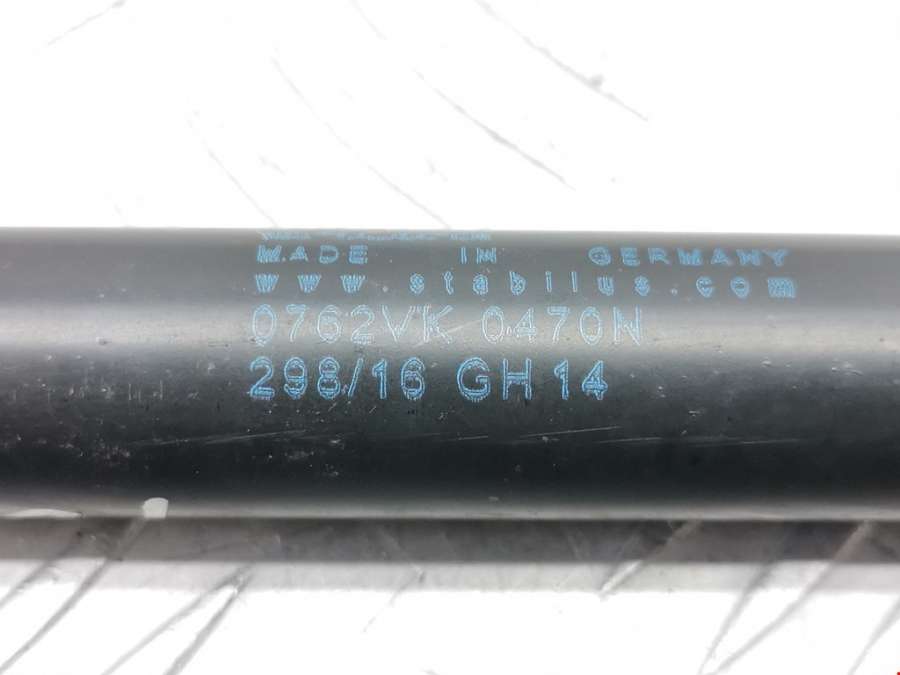 MADE IN GERMANY
www.stabilus.com
0762VK 0470N
298/16 GH14